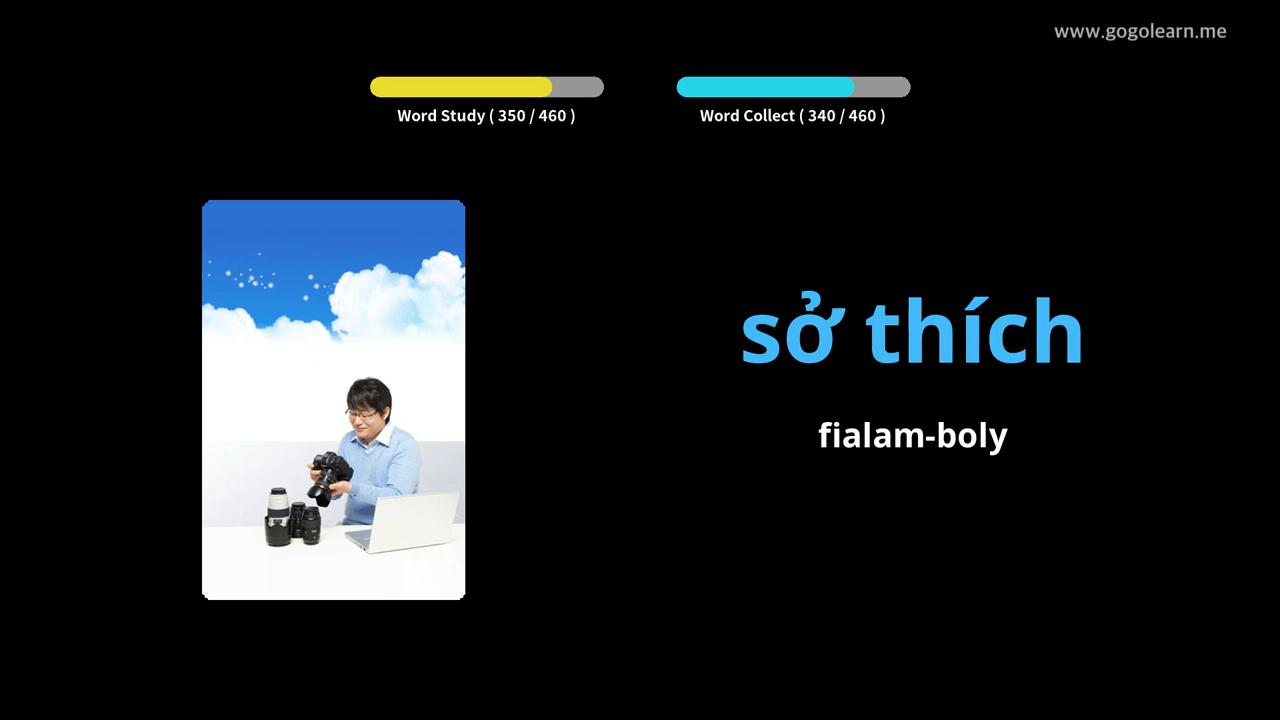 www.gogolearn.me
Word Study ( 350 / 460 )
Word Collect ( 340 / 460 )
sở thích
fialam-boly